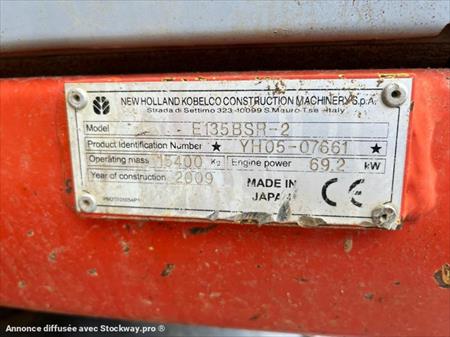 NEW HOLLAND KOBELCO CONSTRUCTION MACHINERY S.p.A.
Strada di Settimo 323-10099 S.Mauro T.se-Italy
Model E135BSR-2
Product Identification Number ★ YH05-07661 ★
Operating mass 15400 Kg Engine power 69.2 kW
Year of construction 2009
MADE IN
JAPAN
CE
Annonce diffusée avec Stockway.pro ®